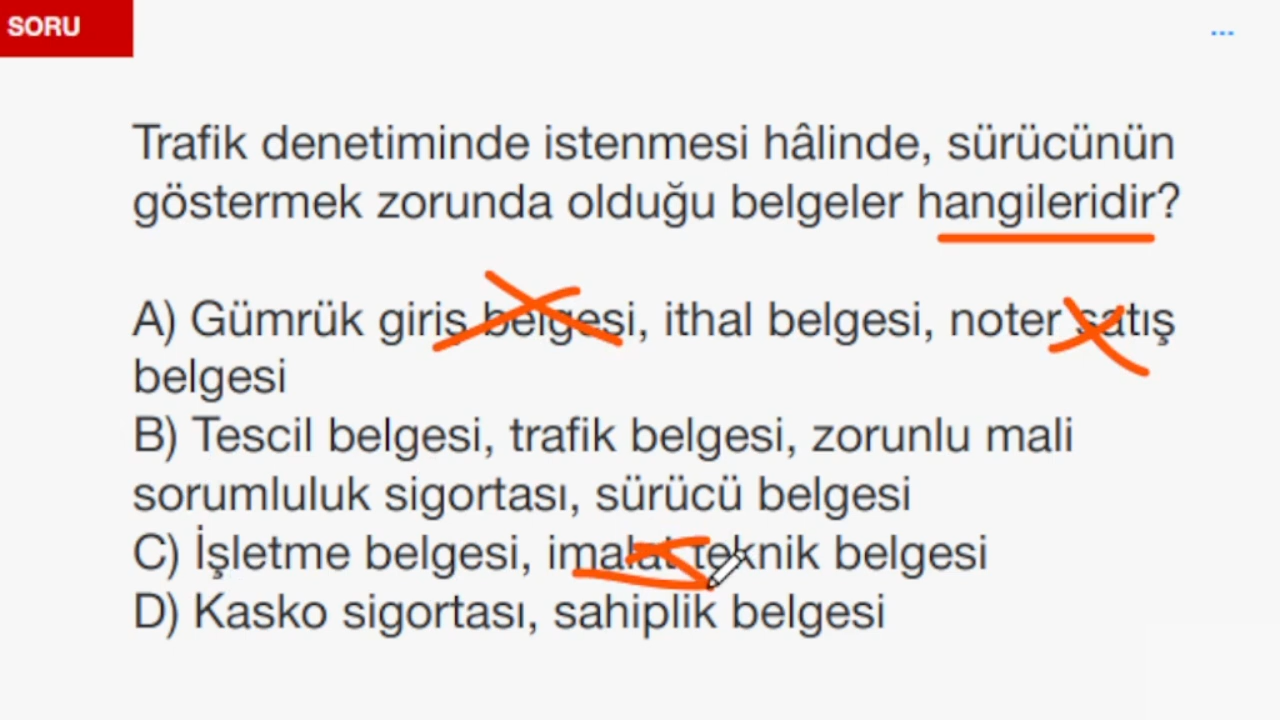 SORU
...
Trafik denetiminde istenmesi hâlinde, sürücünün
göstermek zorunda olduğu belgeler hangileridir?
A) Gümrük giriş belgesi, ithal belgesi, noter satış
belgesi
B) Tescil belgesi, trafik belgesi, zorunlu mali
sorumluluk sigortası, sürücü belgesi
C) İşletme belgesi, imalat teknik belgesi
D) Kasko sigortası, sahiplik belgesi